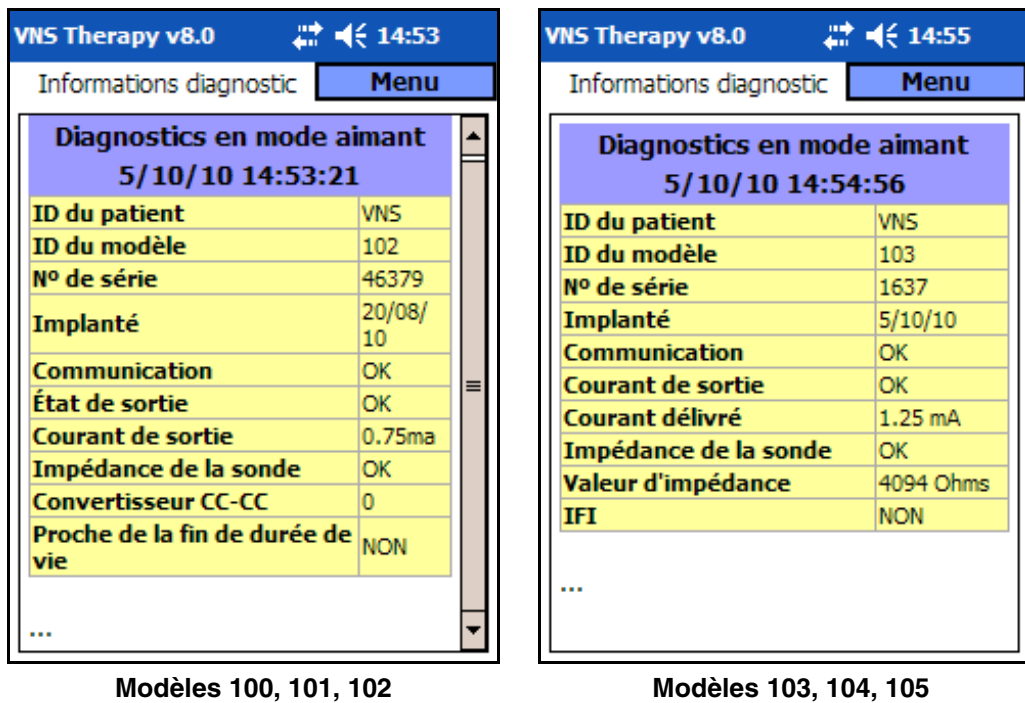 VNS Therapy v8.0 14:53
Informations diagnostic Menu
Diagnostics en mode aimant
5/10/10 14:53:21
ID du patient VNS
ID du modèle 102
Nº de série 46379
Implanté 20/08/
10
Communication OK
État de sortie OK
Courant de sortie 0.75ma
Impédance de la sonde OK
Convertisseur CC-CC 0
Proche de la fin de durée de
vie NON
...
Modèles 100, 101, 102
VNS Therapy v8.0 14:55
Informations diagnostic Menu
Diagnostics en mode aimant
5/10/10 14:54:56
ID du patient VNS
ID du modèle 103
Nº de série 1637
Implanté 5/10/10
Communication OK
Courant de sortie OK
Courant délivré 1.25 mA
Impédance de la sonde OK
Valeur d'impédance 4094 Ohms
IFI NON
...
Modèles 103, 104, 105